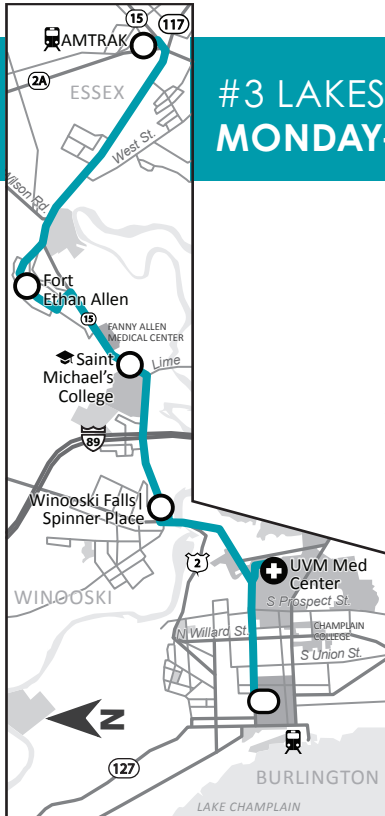 15
117
AMTRAK
2A
ESSEX
#3 LAKES
MONDAY
West St.
Wilson Rd.
Fort
Ethan Allen
15
FANNY ALLEN
MEDICAL CENTER
Saint
Michael's
College
Lime
89
Winooski Falls |
Spinner Place
2
UVM Med
Center
S Prospect St.
WINOOSKI
N Willard St.
CHAMPLAIN
COLLEGE
S Union St.
N
127
BURLINGTON
LAKE CHAMPLAIN